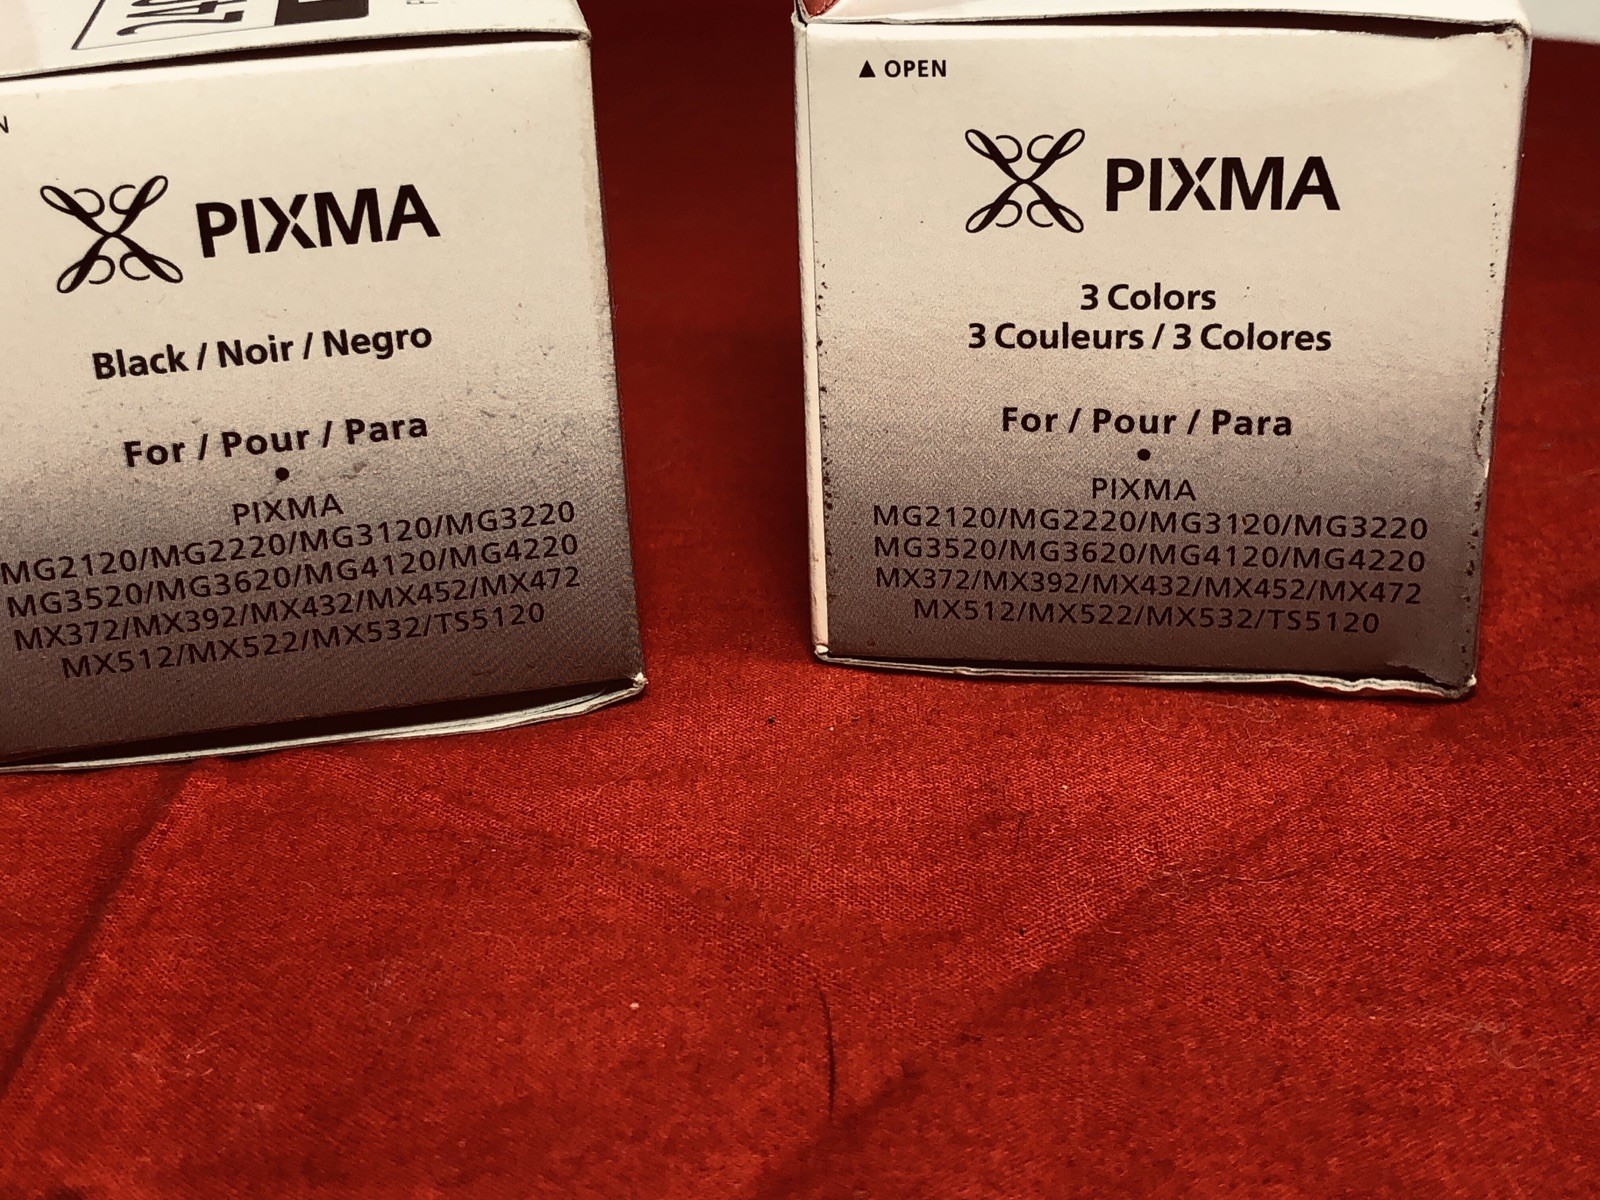 PIXMA
Black / Noir / Negro
For / Pour / Para
•
PIXMA
MG2120/MG2220/MG3120/MG3220
MG3520/MG3620/MG4120/MG4220
MX372/MX392/MX432/MX452/MX472
MX512/MX522/MX532/TS5120
▲ OPEN
PIXMA
3 Colors
3 Couleurs / 3 Colores
For / Pour / Para
•
PIXMA
MG2120/MG2220/MG3120/MG3220
MG3520/MG3620/MG4120/MG4220
MX372/MX392/MX432/MX452/MX472
MX512/MX522/MX532/TS5120